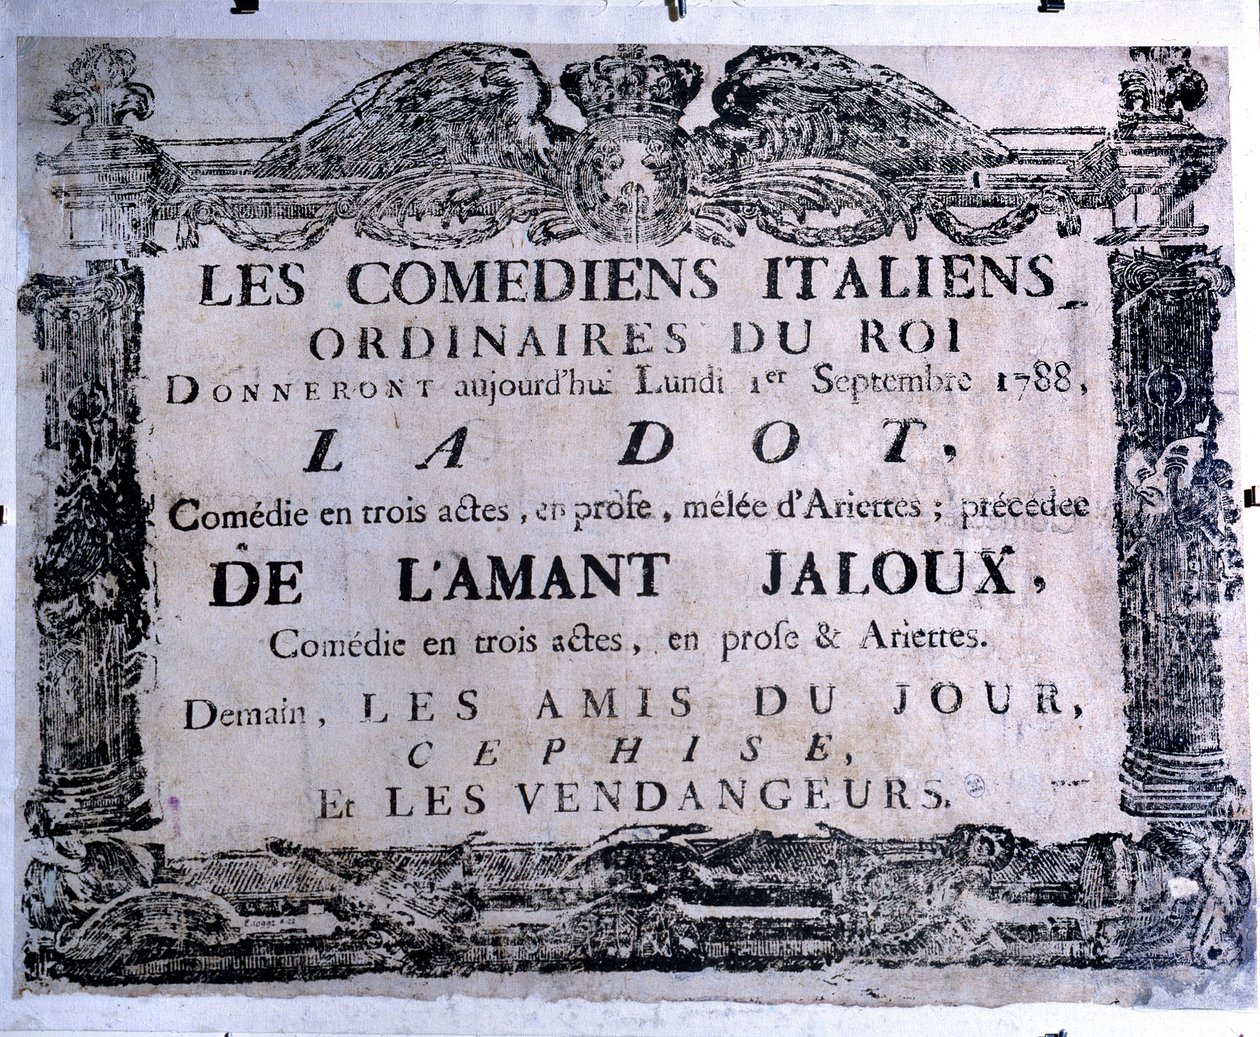 LES COMEDIENS ITALIENS
ORDINAIRES DU ROI
DONNERONT aujourd'hui Lundi 1er Septembre 1788,
LA DOT,
Comédie en trois actes, en proſe, mêlée d'Ariettes ; précédée
DE L'AMANT JALOUX,
Comédie en trois actes, en proſe & Ariettes.
Demain, LES AMIS DU JOUR,
CEPHISE,
Et LES VENDANGEURS.